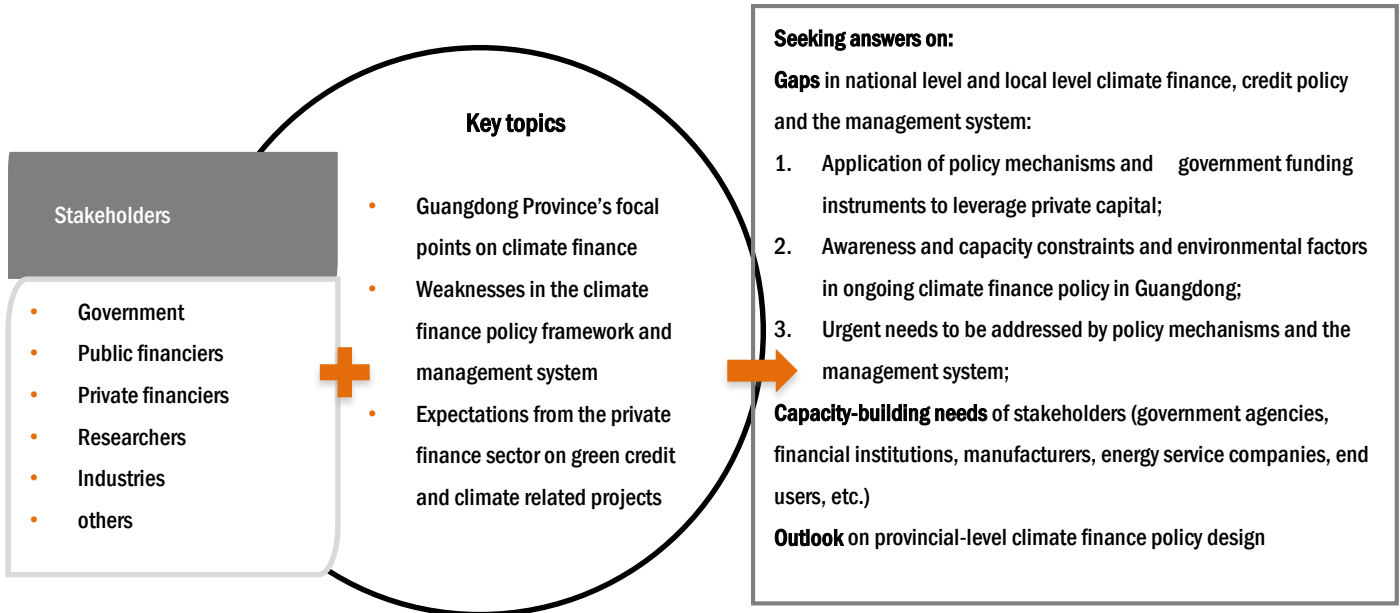 Stakeholders
• Government
• Public financiers
• Private financiers
• Researchers
• Industries
• others
Key topics
• Guangdong Province's focal
points on climate finance
• Weaknesses in the climate
finance policy framework and
management system
• Expectations from the private
finance sector on green credit
and climate related projects
Seeking answers on:
Gaps in national level and local level climate finance, credit policy
and the management system:
1. Application of policy mechanisms and government funding
instruments to leverage private capital;
2. Awareness and capacity constraints and environmental factors
in ongoing climate finance policy in Guangdong;
3. Urgent needs to be addressed by policy mechanisms and the
management system;
Capacity-building needs of stakeholders (government agencies,
financial institutions, manufacturers, energy service companies, end
users, etc.)
Outlook on provincial-level climate finance policy design